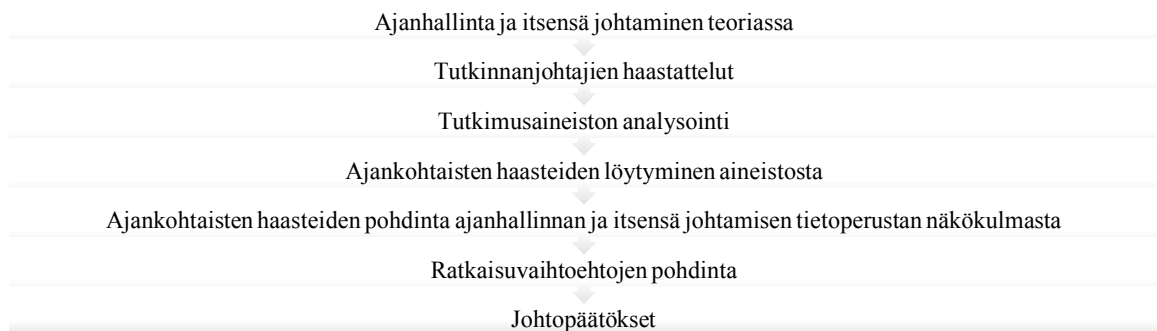 Ajanhallinta ja itsensä johtaminen teoriassa
Tutkinnanjohtajien haastattelut
Tutkimusaineiston analysointi
Ajankohtaisten haasteiden löytyminen aineistosta
Ajankohtaisten haasteiden pohdinta ajanhallinnan ja itsensä johtamisen tietoperustan näkökulmasta
Ratkaisuvaihtoehtojen pohdinta
Johtopäätökset